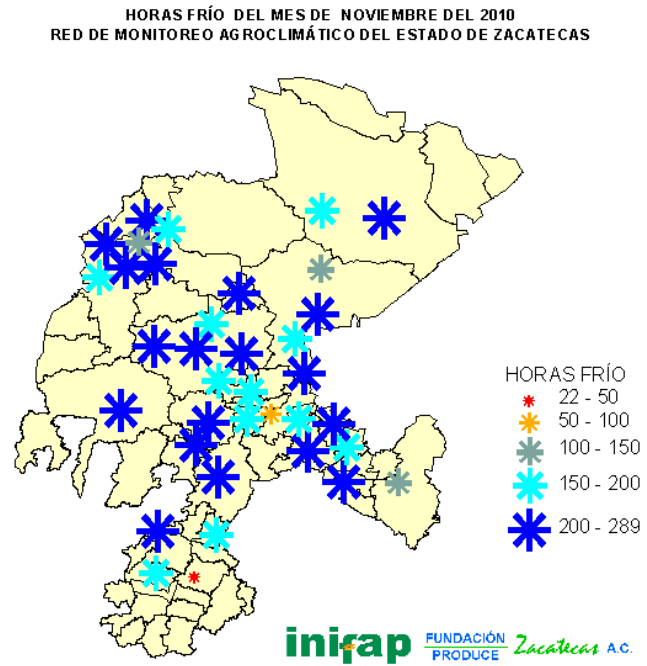 HORAS FRÍO DEL MES DE NOVIEMBRE DEL 2010
RED DE MONITOREO AGROCLIMÁTICO DEL ESTADO DE ZACATECAS
HORAS FRÍO
22 - 50
50 - 100
100 - 150
150 - 200
200 - 289
inifap
FUNDACIÓN
PRODUCE
Zacatecas A.C.